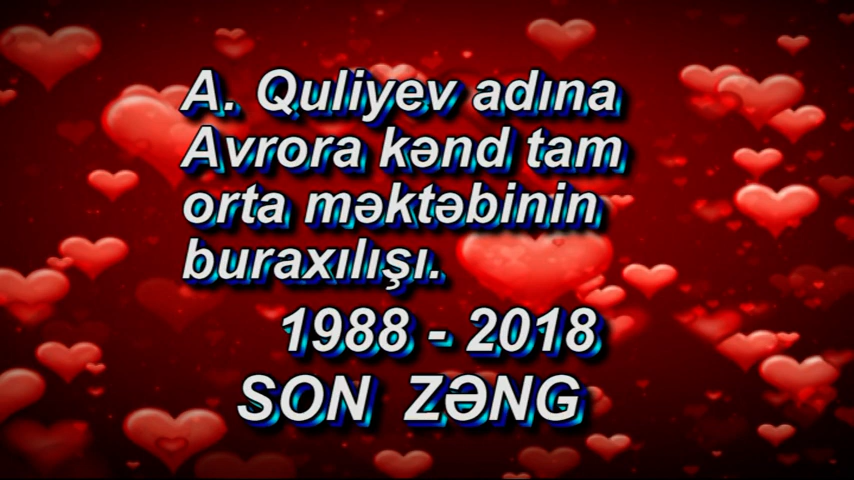 A. Quliyev adına
Avrora kənd tam
orta məktəbinin
buraxılışı.
1988 - 2018
SON ZƏNG